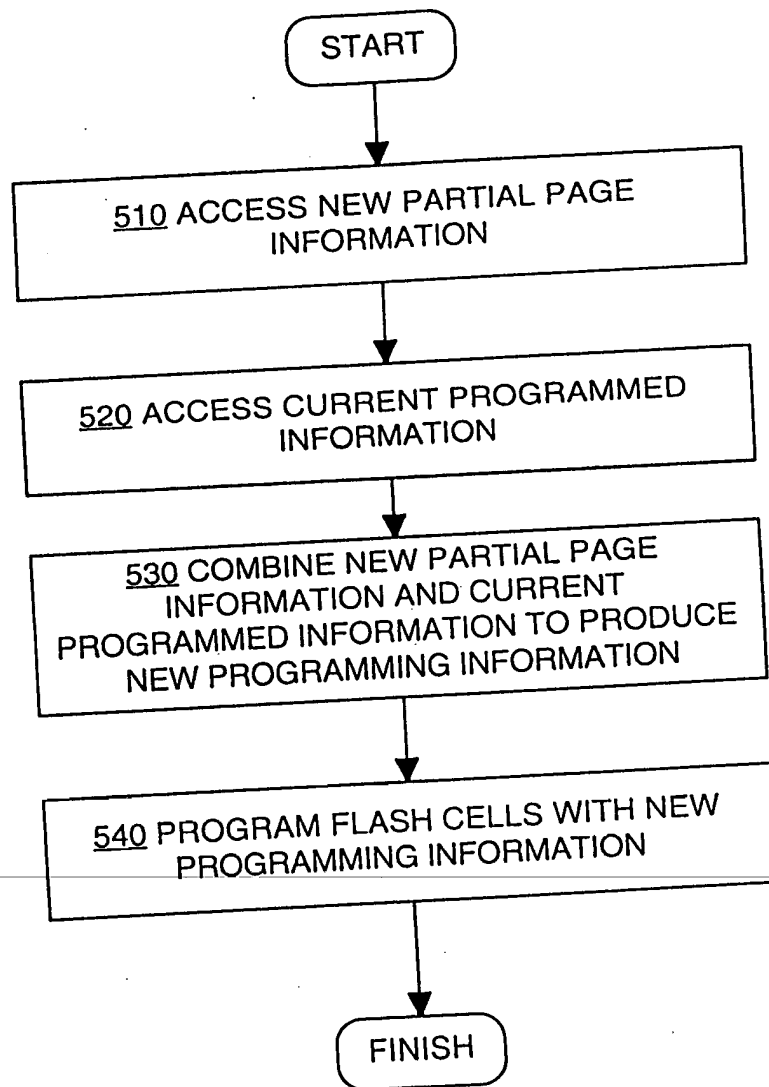 START
510 ACCESS NEW PARTIAL PAGE
INFORMATION
520 ACCESS CURRENT PROGRAMMED
INFORMATION
530 COMBINE NEW PARTIAL PAGE
INFORMATION AND CURRENT
PROGRAMMED INFORMATION TO PRODUCE
NEW PROGRAMMING INFORMATION
540 PROGRAM FLASH CELLS WITH NEW
PROGRAMMING INFORMATION
FINISH